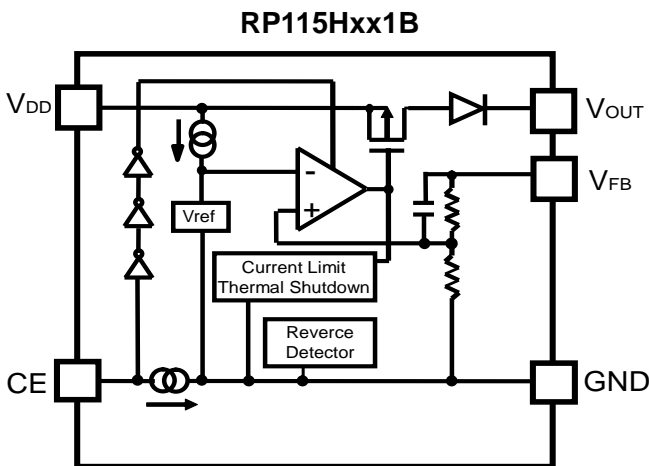 RP115Hxx1B
VDD
VOUT
VFB
-
+
Vref
Current Limit
Thermal Shutdown
Reverce
Detector
CE
GND